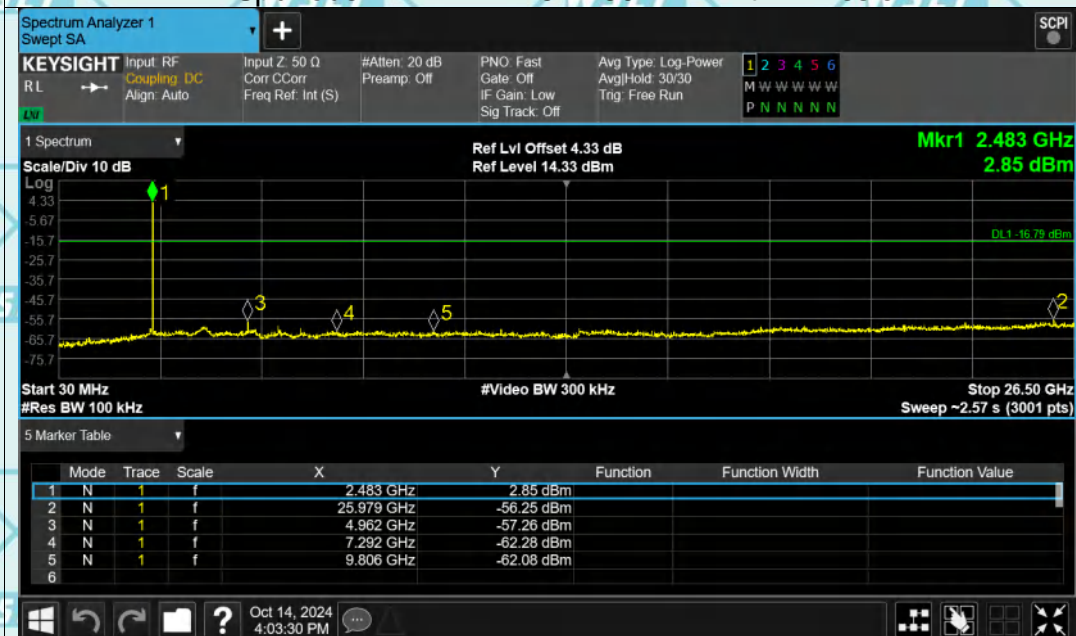 Spectrum Analyzer 1
Swept SA
+
SCPI
KEYSIGHT
RL
LNI
Input: RF
Coupling: DC
Align: Auto
Input Z: 50 Ω
Corr CCorr
Freq Ref: Int (S)
#Atten: 20 dB
Preamp: Off
PNO: Fast
Gate: Off
IF Gain: Low
Sig Track: Off
Avg Type: Log-Power
Avg|Hold: 30/30
Trig: Free Run
1 2 3 4 5 6
M W W W W W
P N N N N N
1 Spectrum
Scale/Div 10 dB
Ref Lvl Offset 4.33 dB
Ref Level 14.33 dBm
Mkr1 2.483 GHz
2.85 dBm
Log
4.33
-5.67
-15.7
-25.7
-35.7
-45.7
-55.7
-65.7
-75.7
1
3
4
5
2
DL1 -16.79 dBm
Start 30 MHz
#Video BW 300 kHz
Stop 26.50 GHz
#Res BW 100 kHz
Sweep ~2.57 s (3001 pts)
5 Marker Table
Mode Trace Scale X Y Function Function Width Function Value
1 N 1 f 2.483 GHz 2.85 dBm
2 N 1 f 25.979 GHz -56.25 dBm
3 N 1 f 4.962 GHz -57.26 dBm
4 N 1 f 7.292 GHz -62.28 dBm
5 N 1 f 9.806 GHz -62.08 dBm
6
?
Oct 14, 2024
4:03:30 PM